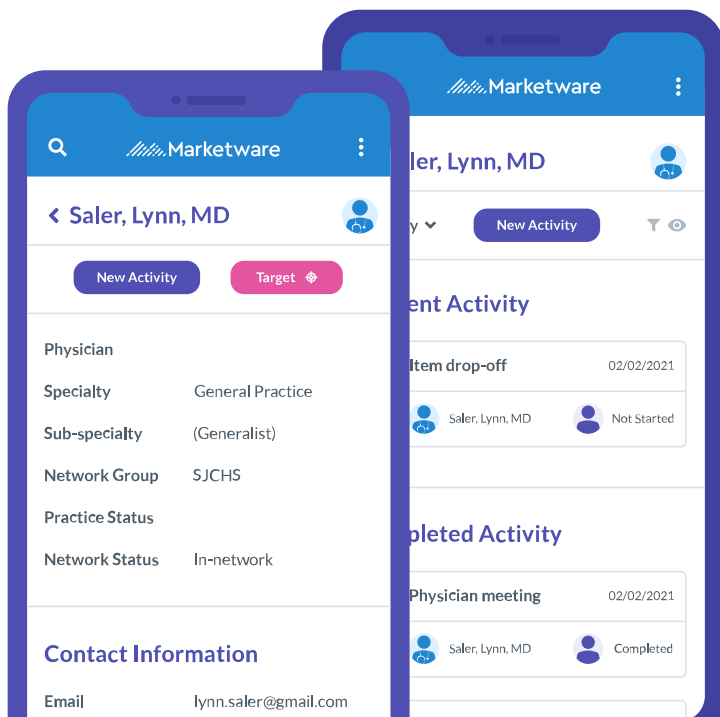 Marketware
Saler, Lynn, MD
New Activity
Target
Physician
Specialty General Practice
Sub-specialty (Generalist)
Network Group SJCHS
Practice Status
Network Status In-network
Contact Information
Email lynn.saler@gmail.com
Marketware
ler, Lynn, MD
y
New Activity
ent Activity
Item drop-off 02/02/2021
Saler, Lynn, MD Not Started
pleted Activity
Physician meeting 02/02/2021
Saler, Lynn, MD Completed